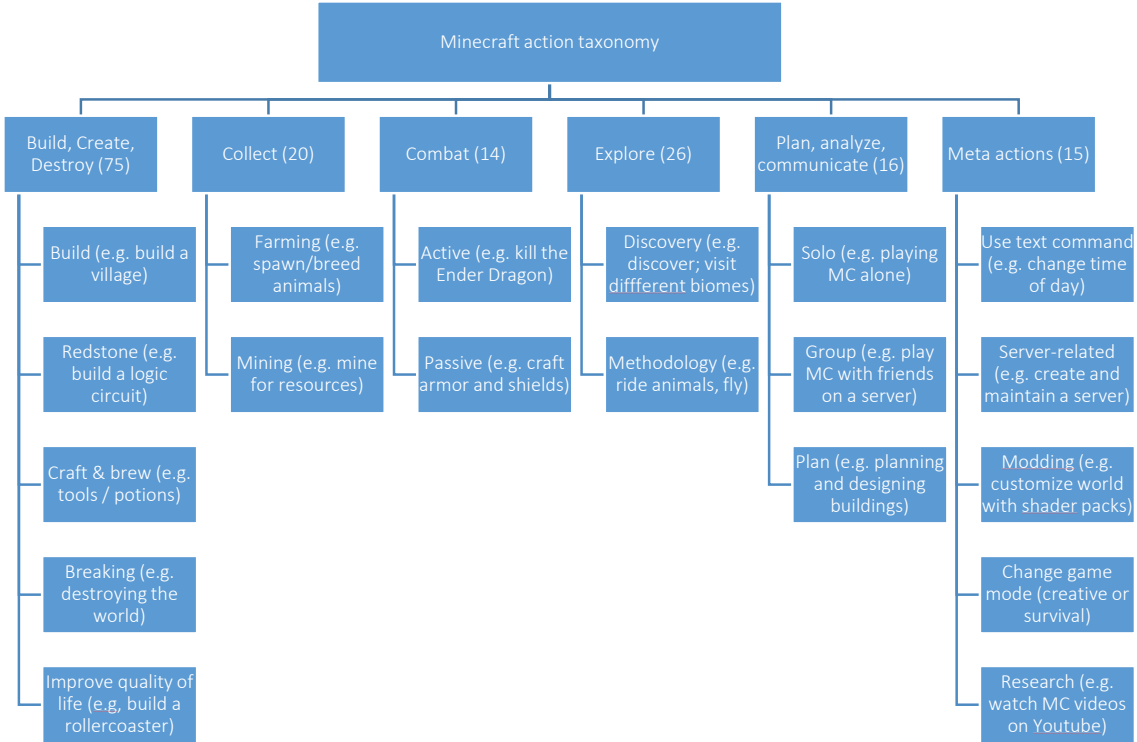 Minecraft action taxonomy
Build, Create,
Destroy (75)
Build (e.g. build a
village)
Redstone (e.g.
build a logic
circuit)
Craft & brew (e.g.
tools / potions)
Breaking (e.g.
destroying the
world)
Improve quality of
life (e.g, build a
rollercoaster)
Collect (20)
Farming (e.g.
spawn/breed
animals)
Mining (e.g. mine
for resources)
Combat (14)
Active (e.g. kill the
Ender Dragon)
Passive (e.g. craft
armor and shields)
Explore (26)
Discovery (e.g.
discover; visit
diffferent biomes)
Methodology (e.g.
ride animals, fly)
Plan, analyze,
communicate (16)
Solo (e.g. playing
MC alone)
Group (e.g. play
MC with friends
on a server)
Plan (e.g. planning
and designing
buildings)
Meta actions (15)
Use text command
(e.g. change time
of day)
Server-related
(e.g. create and
maintain a server)
Modding (e.g.
customize world
with shader packs)
Change game
mode (creative or
survival)
Research (e.g.
watch MC videos
on Youtube)